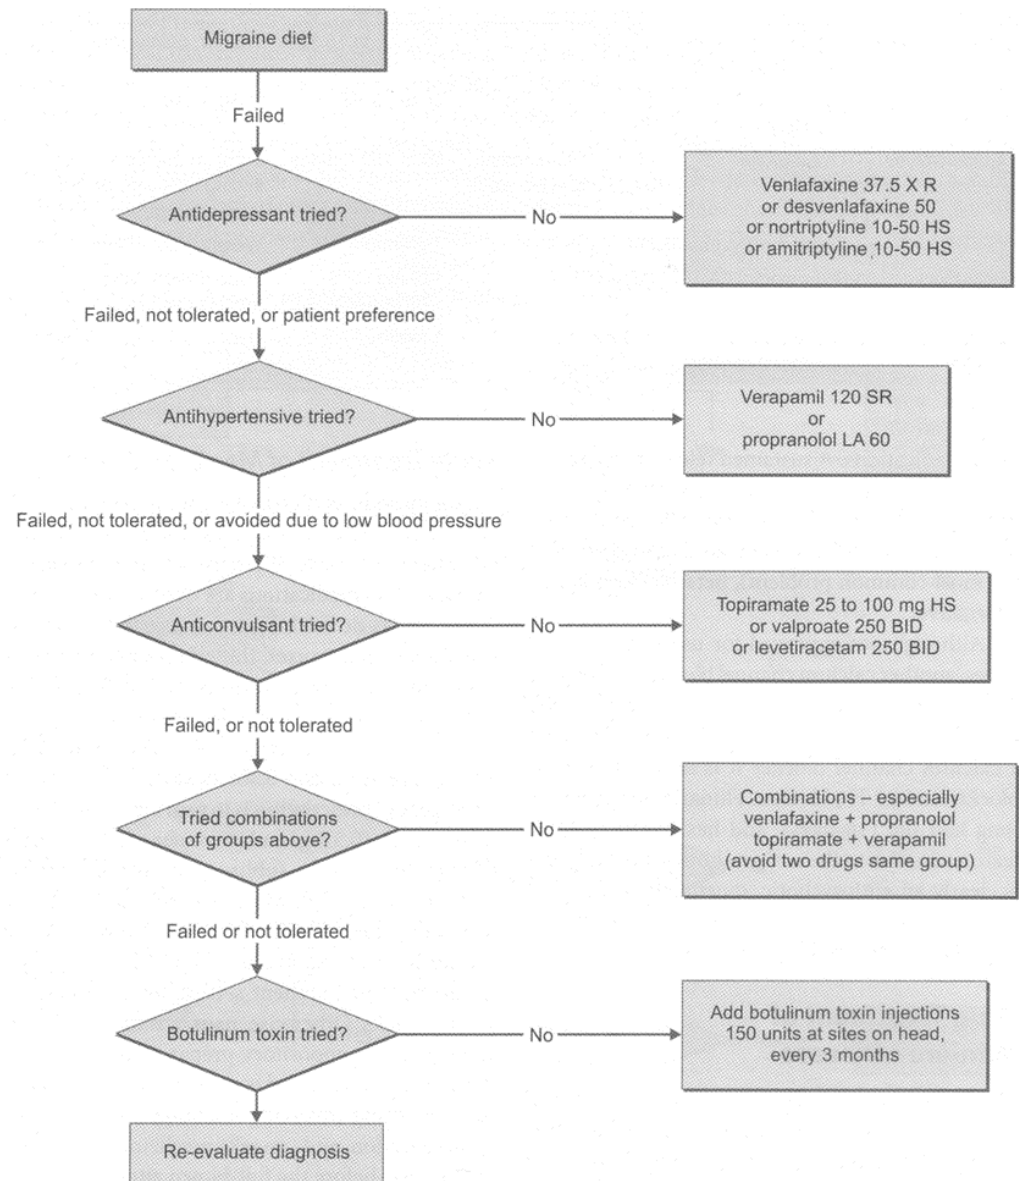 Migraine diet
Failed
Antidepressant tried?
No
Venlafaxine 37.5 X R
or desvenlafaxine 50
or nortriptyline 10-50 HS
or amitriptyline 10-50 HS
Failed, not tolerated, or patient preference
Antihypertensive tried?
No
Verapamil 120 SR
or
propranolol LA 60
Failed, not tolerated, or avoided due to low blood pressure
Anticonvulsant tried?
No
Topiramate 25 to 100 mg HS
or valproate 250 BID
or levetiracetam 250 BID
Failed, or not tolerated
Tried combinations
of groups above?
No
Combinations – especially
venlafaxine + propranolol
topiramate + verapamil
(avoid two drugs same group)
Failed or not tolerated
Botulinum toxin tried?
No
Add botulinum toxin injections
150 units at sites on head,
every 3 months
Re-evaluate diagnosis